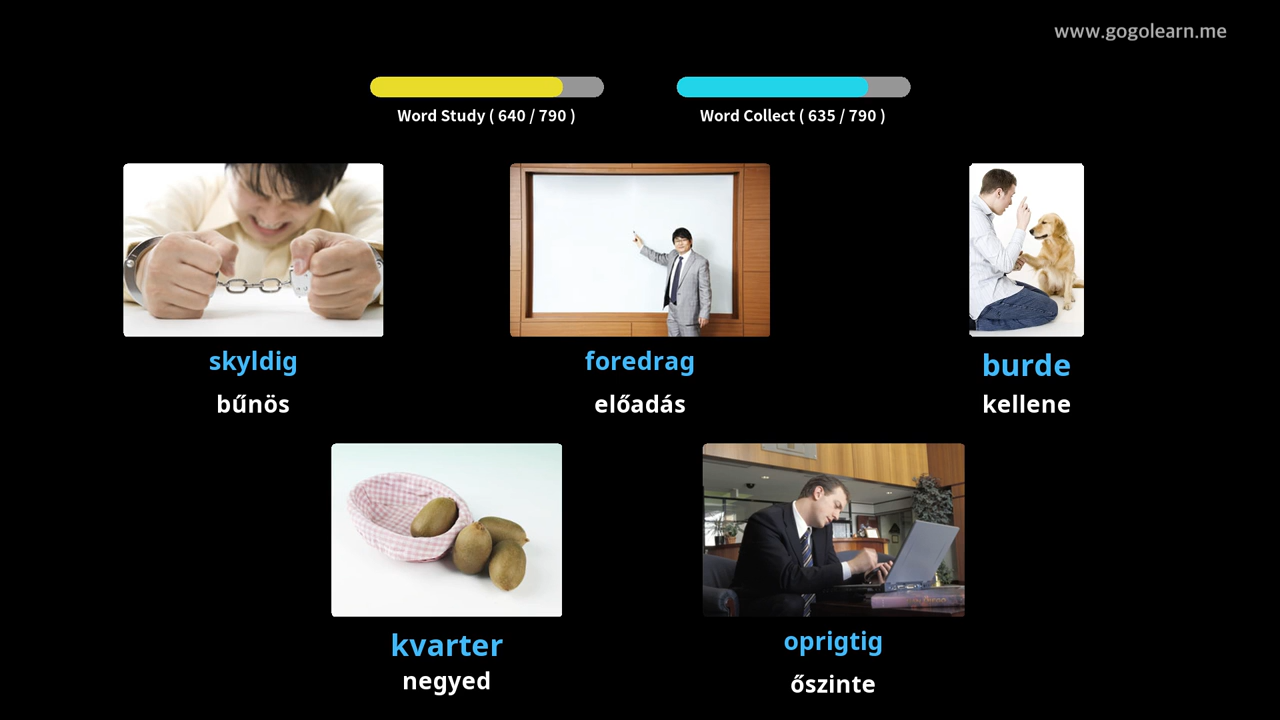 www.gogolearn.me
Word Study ( 640 / 790 )
Word Collect ( 635 / 790 )
skyldig
bűnös
foredrag
előadás
burde
kellene
kvarter
negyed
oprigtig
őszinte